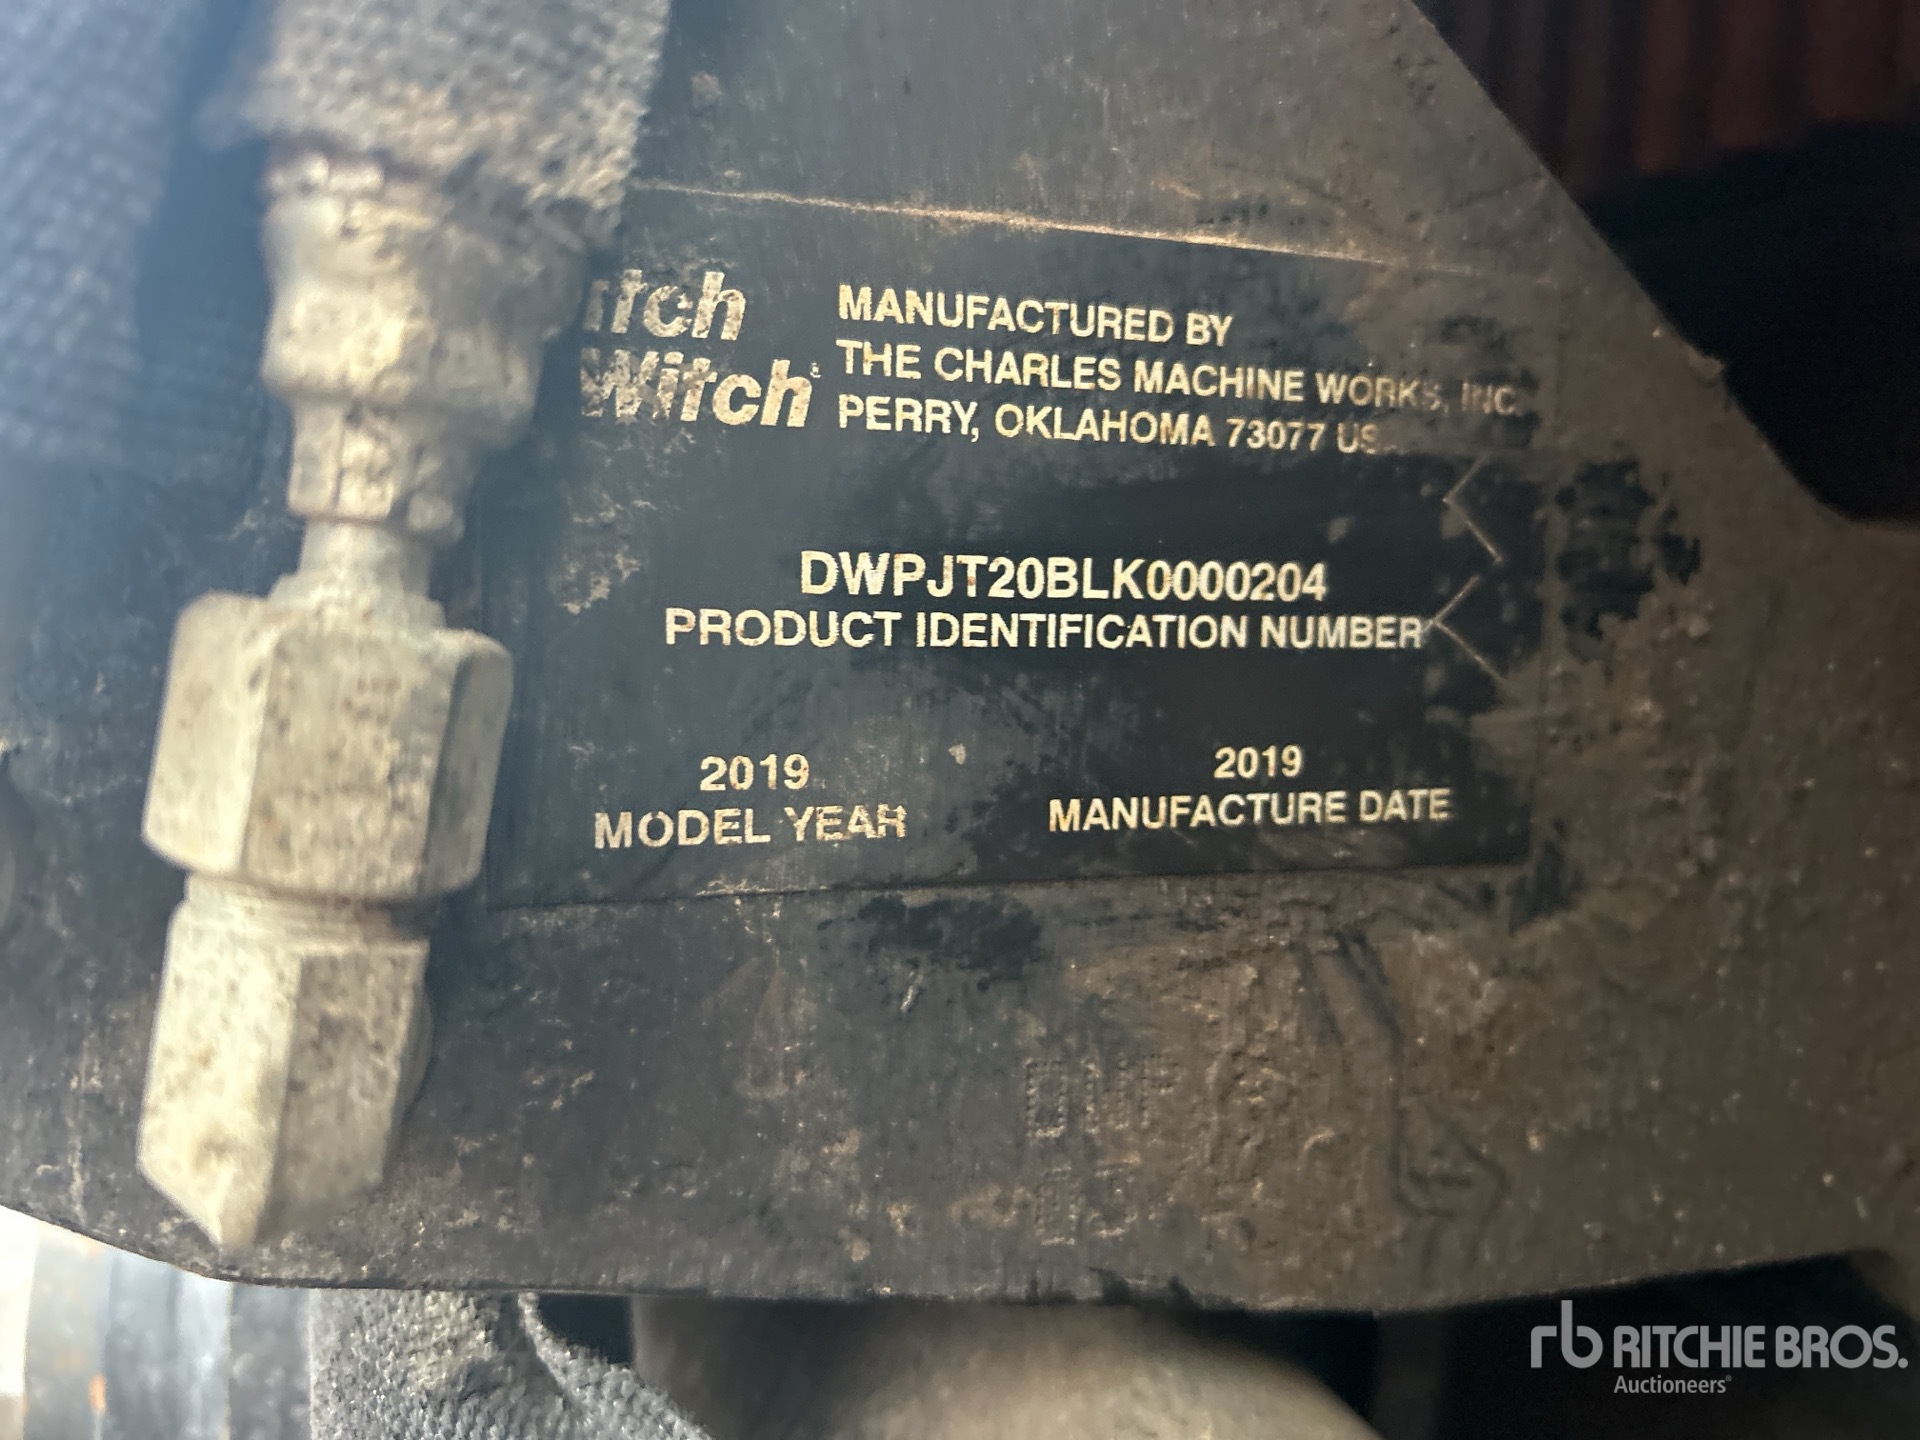 itch
Witch®
MANUFACTURED BY
THE CHARLES MACHINE WORKS, INC.
PERRY, OKLAHOMA 73077 US
DWPJT20BLK0000204
PRODUCT IDENTIFICATION NUMBER
2019
MODEL YEAR
2019
MANUFACTURE DATE
rb RITCHIE BROS.
Auctioneers®